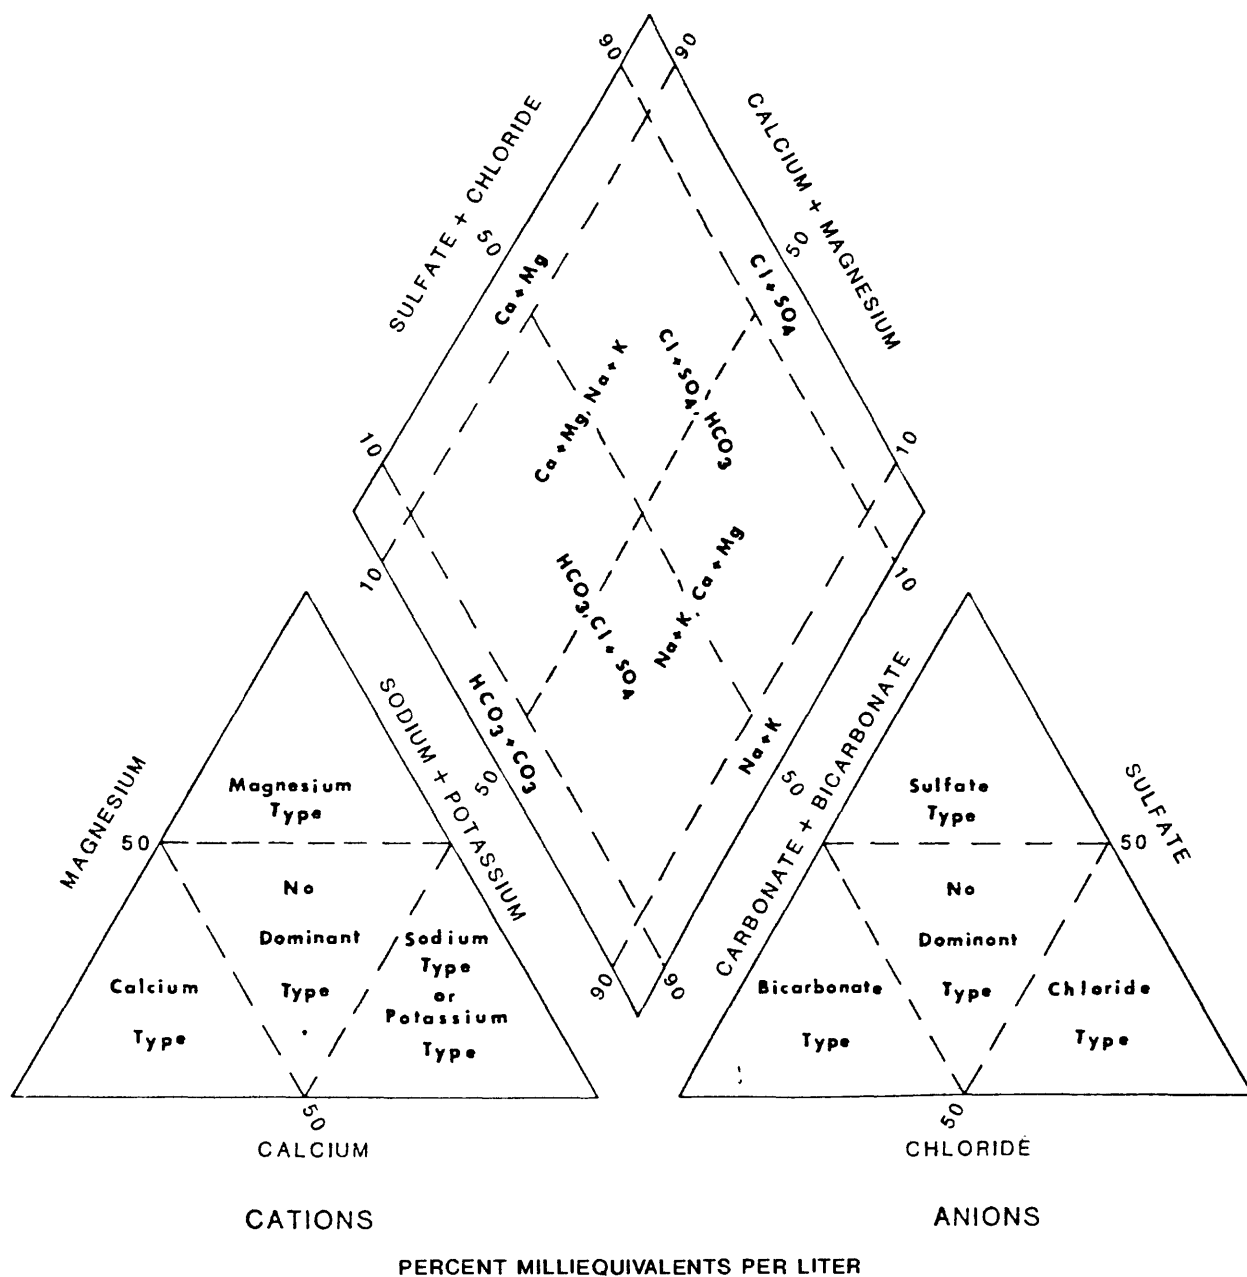 90
90
SULFATE + CHLORIDE
CALCIUM + MAGNESIUM
50
50
Ca + Mg
Cl + SO4
Ca + Mg, Na + K
Cl + SO4, HCO3
10
10
HCO3, Cl + SO4
Na + K, Ca + Mg
10
10
HCO3 + CO3
Na + K
SODIUM + POTASSIUM
CARBONATE + BICARBONATE
50
50
90
90
MAGNESIUM
50
Magnesium
Type
No
Dominant
Type
Calcium
Type
Sodium
Type
or
Potassium
Type
50
CALCIUM
SULFATE
50
Sulfate
Type
No
Dominont
Type
Bicarbonate
Type
Chloride
Type
50
CHLORIDE
CATIONS
ANIONS
PERCENT MILLIEQUIVALENTS PER LITER